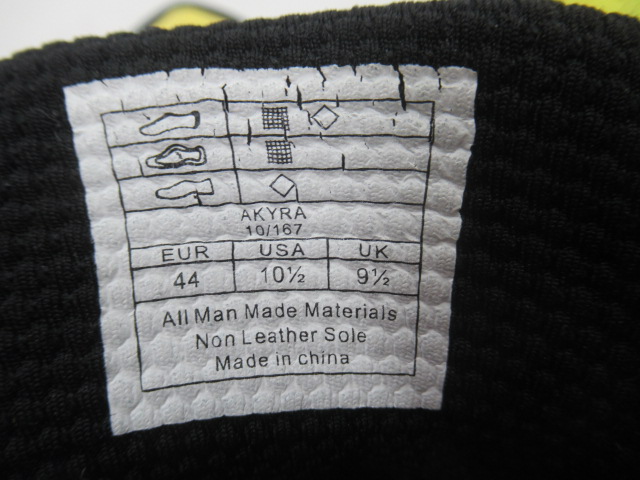 AKYRA
10/167
EUR USA UK
44 10½ 9½
All Man Made Materials
Non Leather Sole
Made in china